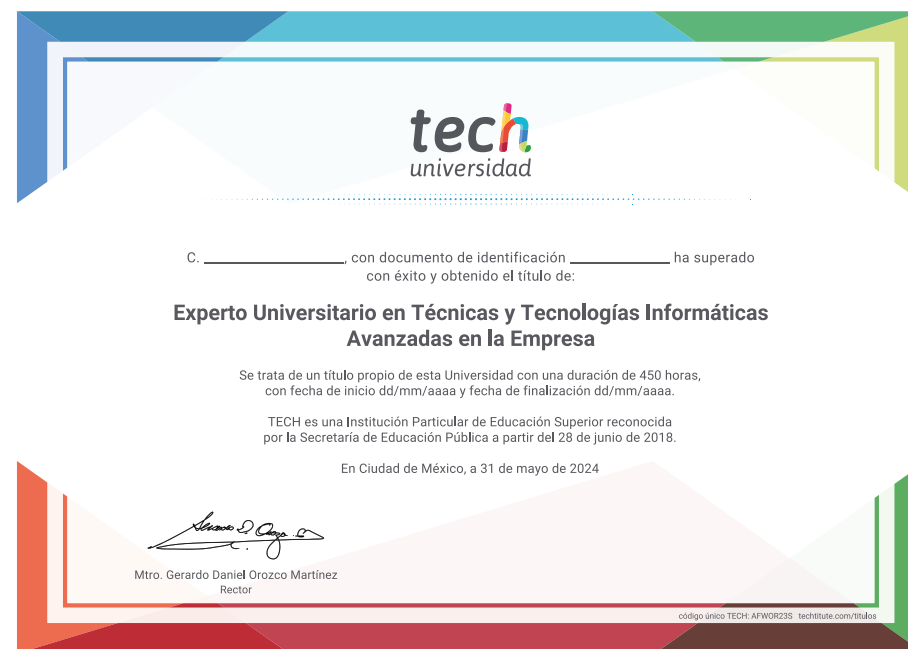 tech
universidad
C. ____________, con documento de identificación ____________ ha superado
con éxito y obtenido el título de:
Experto Universitario en Técnicas y Tecnologías Informáticas
Avanzadas en la Empresa
Se trata de un título propio de esta Universidad con una duración de 450 horas,
con fecha de inicio dd/mm/aaaa y fecha de finalización dd/mm/aaaa.
TECH es una Institución Particular de Educación Superior reconocida
por la Secretaría de Educación Pública a partir del 28 de junio de 2018.
En Ciudad de México, a 31 de mayo de 2024
Mtro. Gerardo Daniel Orozco Martínez
Rector
código único TECH: AFWOR23S techtitute.com/titulos